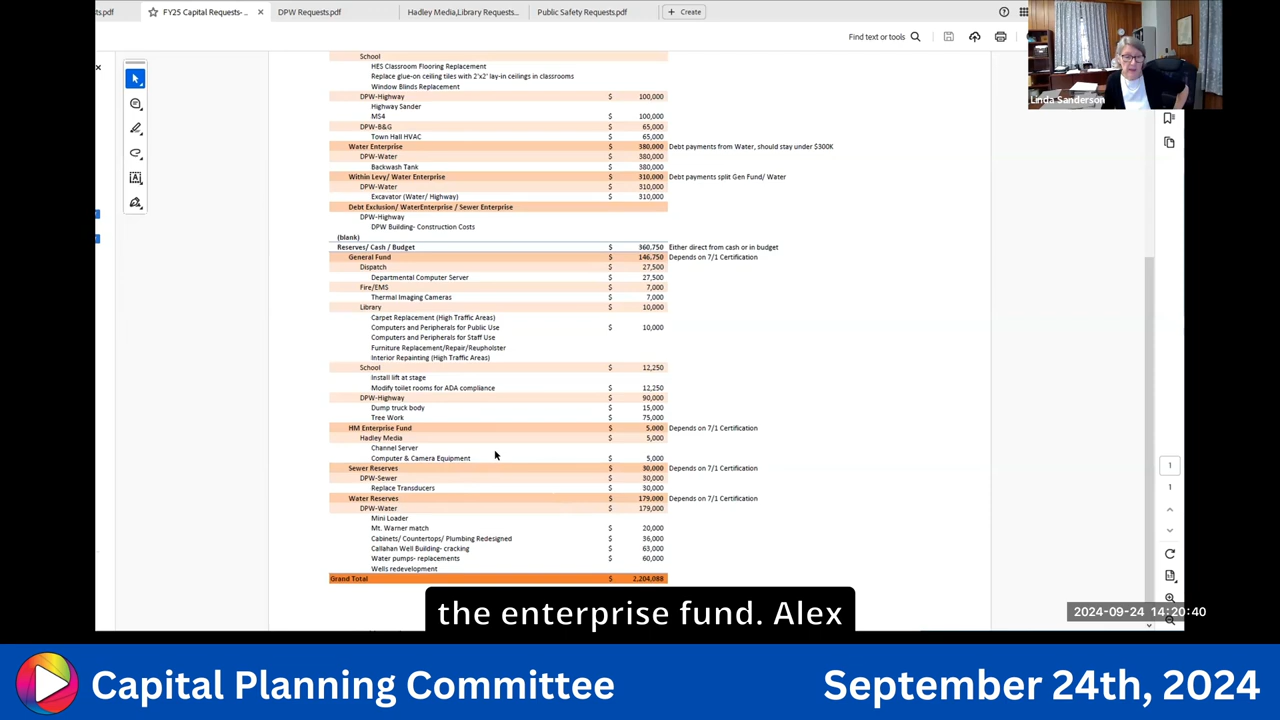 sts.pdf FY25 Capital Requests-... DPW Requests.pdf Hadley Media,Library Requests... Public Safety Requests.pdf Create
Find text or tools
Linda Sanderson
School
HES Classroom Flooring Replacement
Replace glue-on ceiling tiles with 2'x2' lay-in ceilings in classrooms
Window Blinds Replacement
DPW-Highway $ 100,000
Highway Sander
MS4 $ 100,000
DPW-B&G $ 65,000
Town Hall HVAC $ 65,000
Water Enterprise $ 380,000 Debt payments from Water, should stay under $300K
DPW-Water $ 380,000
Backwash Tank $ 380,000
Within Levy/ Water Enterprise $ 310,000 Debt payments split Gen Fund/ Water
DPW-Water $ 310,000
Excavator (Water/ Highway) $ 310,000
Debt Exclusion/ WaterEnterprise / Sewer Enterprise
DPW-Highway
DPW Building- Construction Costs
(blank)
Reserves/ Cash / Budget $ 360,750 Either direct from cash or in budget
General Fund $ 146,750 Depends on 7/1 Certification
Dispatch $ 27,500
Departmental Computer Server $ 27,500
Fire/EMS $ 7,000
Thermal Imaging Cameras $ 7,000
Library $ 10,000
Carpet Replacement (High Traffic Areas)
Computers and Peripherals for Public Use $ 10,000
Computers and Peripherals for Staff Use
Furniture Replacement/Repair/Reupholster
Interior Repainting (High Traffic Areas)
School $ 12,250
Install lift at stage
Modify toilet rooms for ADA compliance $ 12,250
DPW-Highway $ 90,000
Dump truck body $ 15,000
Tree Work $ 75,000
HM Enterprise Fund $ 5,000 Depends on 7/1 Certification
Hadley Media $ 5,000
Channel Server
Computer & Camera Equipment $ 5,000
Sewer Reserves $ 30,000 Depends on 7/1 Certification
DPW-Sewer $ 30,000
Replace Transducers $ 30,000
Water Reserves $ 179,000 Depends on 7/1 Certification
DPW-Water $ 179,000
Mini Loader
Mt. Warner match $ 20,000
Cabinets/ Countertops/ Plumbing Redesigned $ 36,000
Callahan Well Building- cracking $ 63,000
Water pumps- replacements $ 60,000
Wells redevelopment
Grand Total $ 2,204,088
1
1
the enterprise fund. Alex
2024-09-24 14:20:40
Capital Planning Committee September 24th, 2024